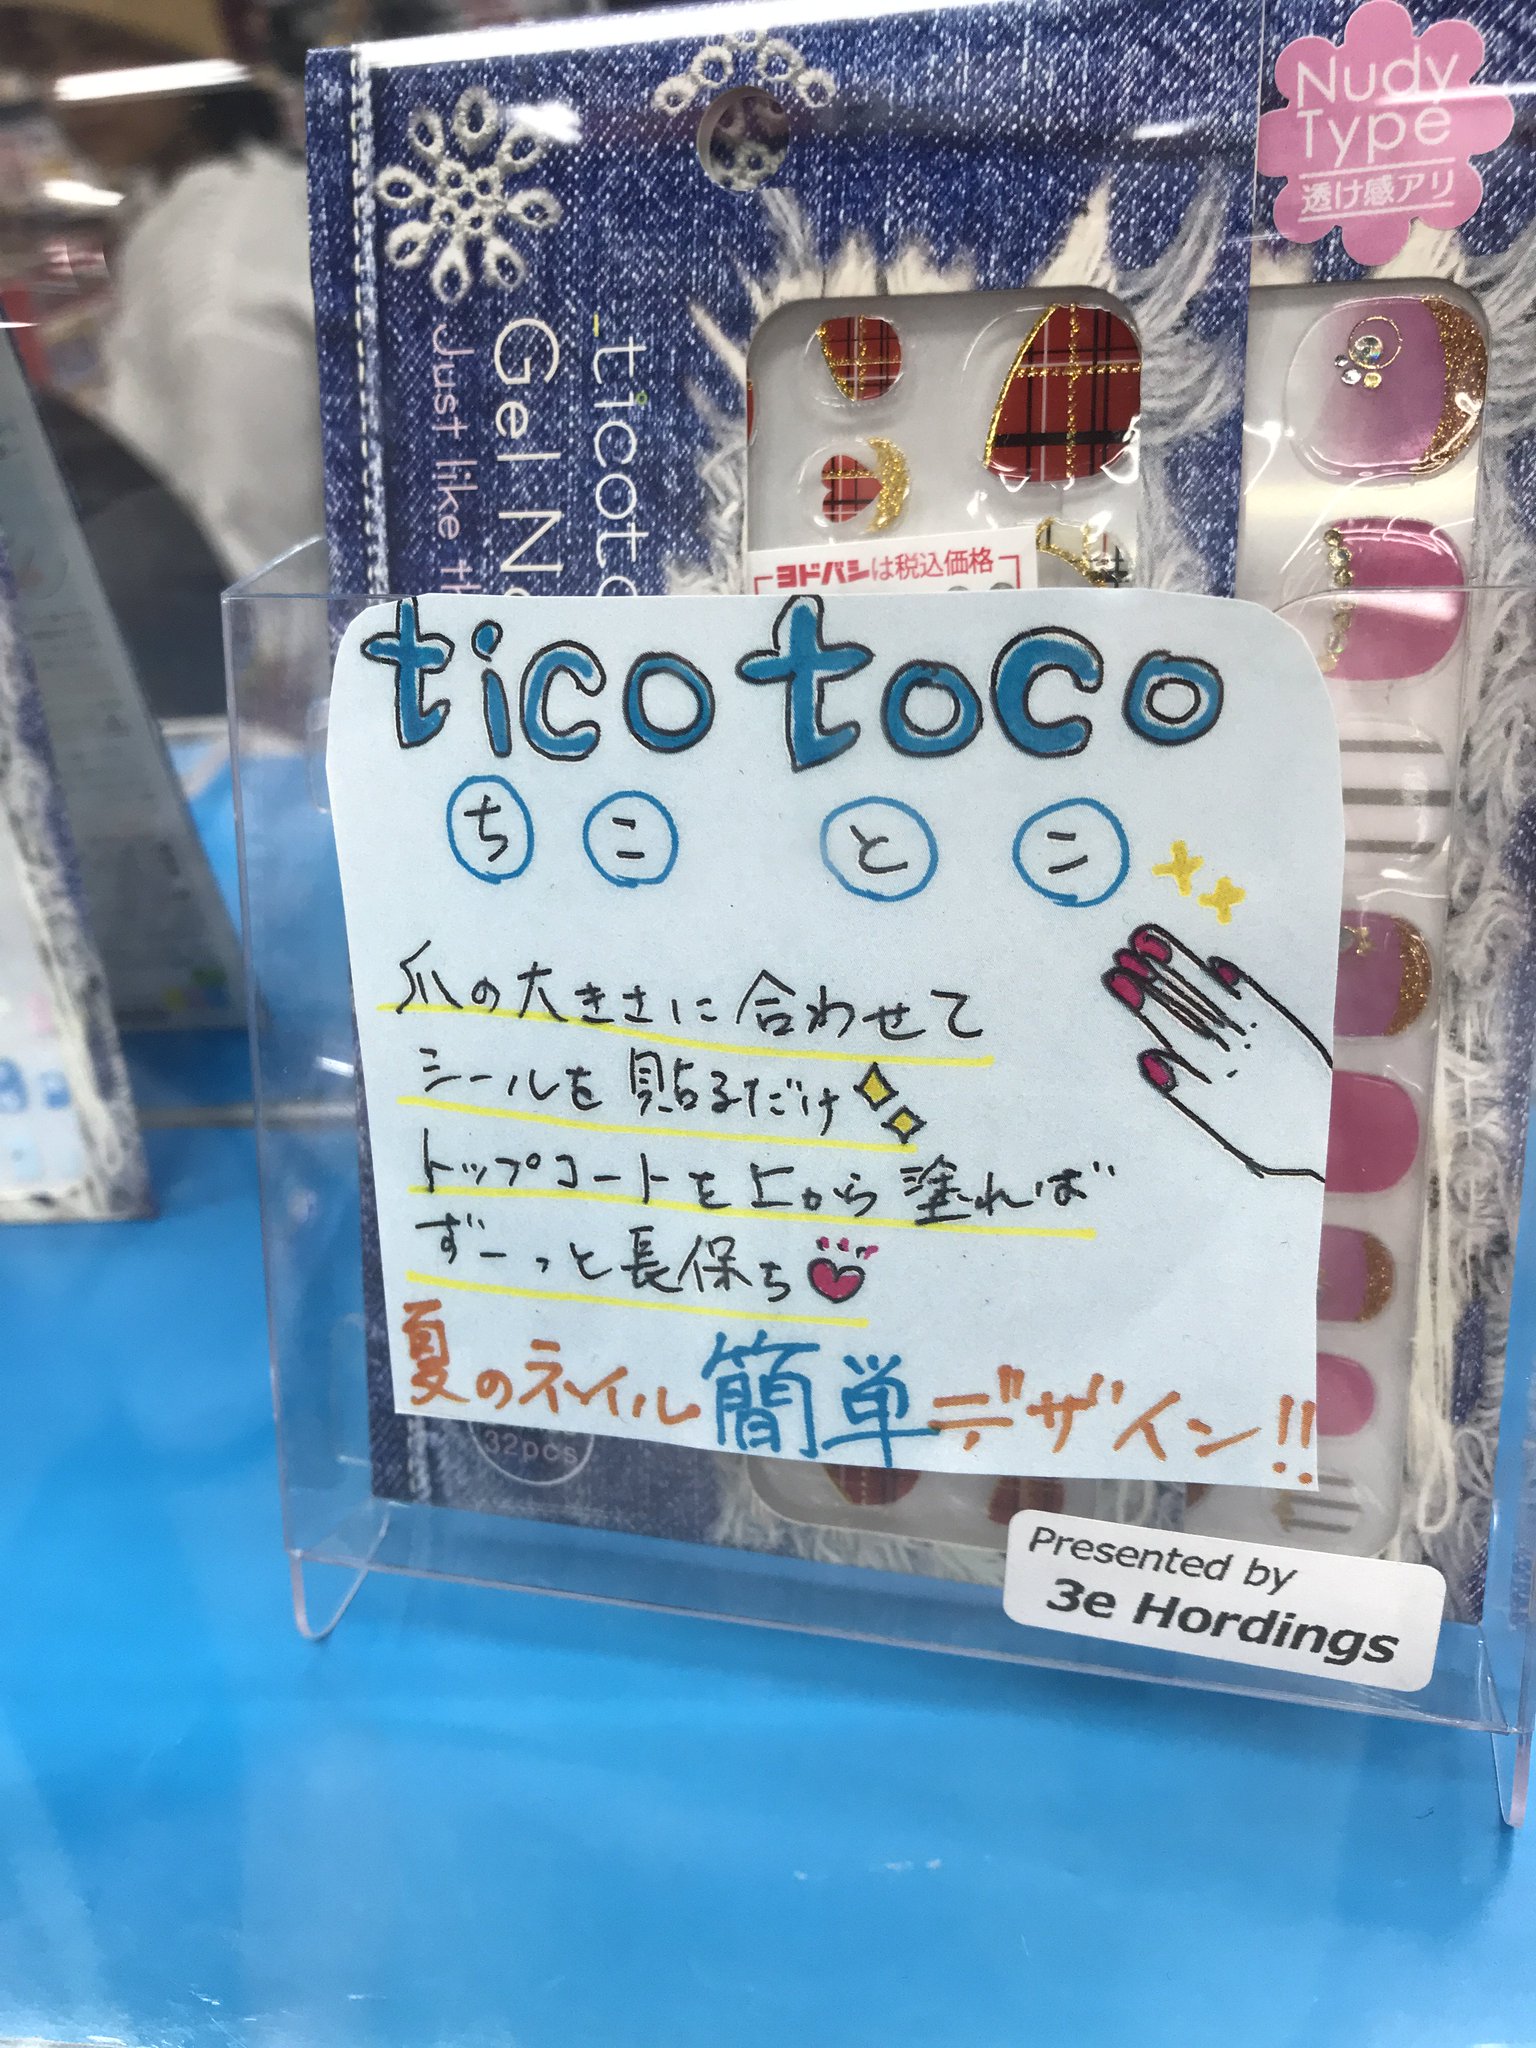 Nudy
Type
透け感アリ
ticoto
Gel
Just like
ヨドバシは税込価格
ticotoco
ちことこ
爪の大きさに合わせて
シールを貼るだけ
トップコートを上から塗れば
ずーっと長保ち
夏のネイル簡単デザイン!!
32pcs
Presented by
3e Hordings